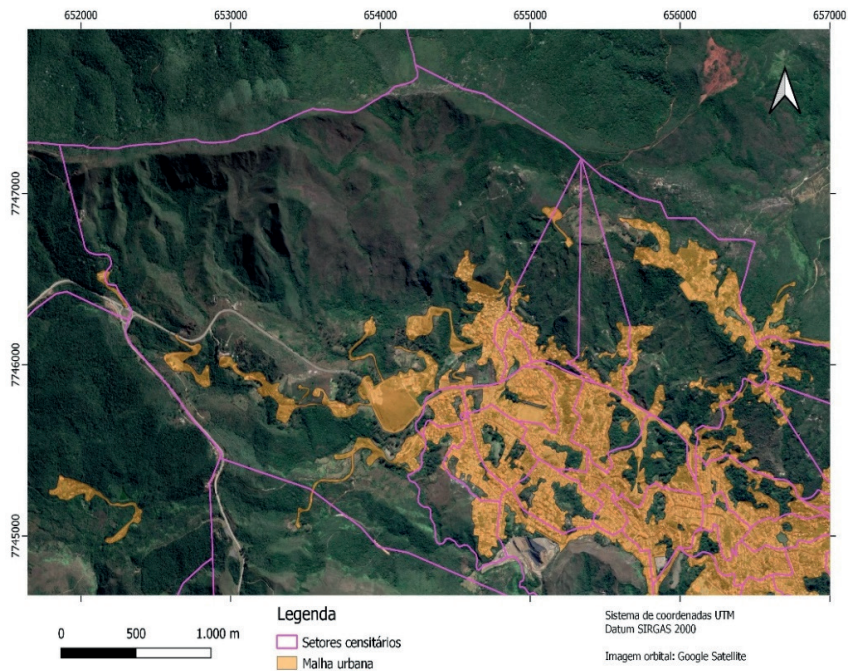 652000 653000 654000 655000 656000 657000
7747000
7746000
7745000
0 500 1.000 m
Legenda
Setores censitários
Malha urbana
Sistema de coordenadas UTM
Datum SIRGAS 2000
Imagem orbital: Google Satellite